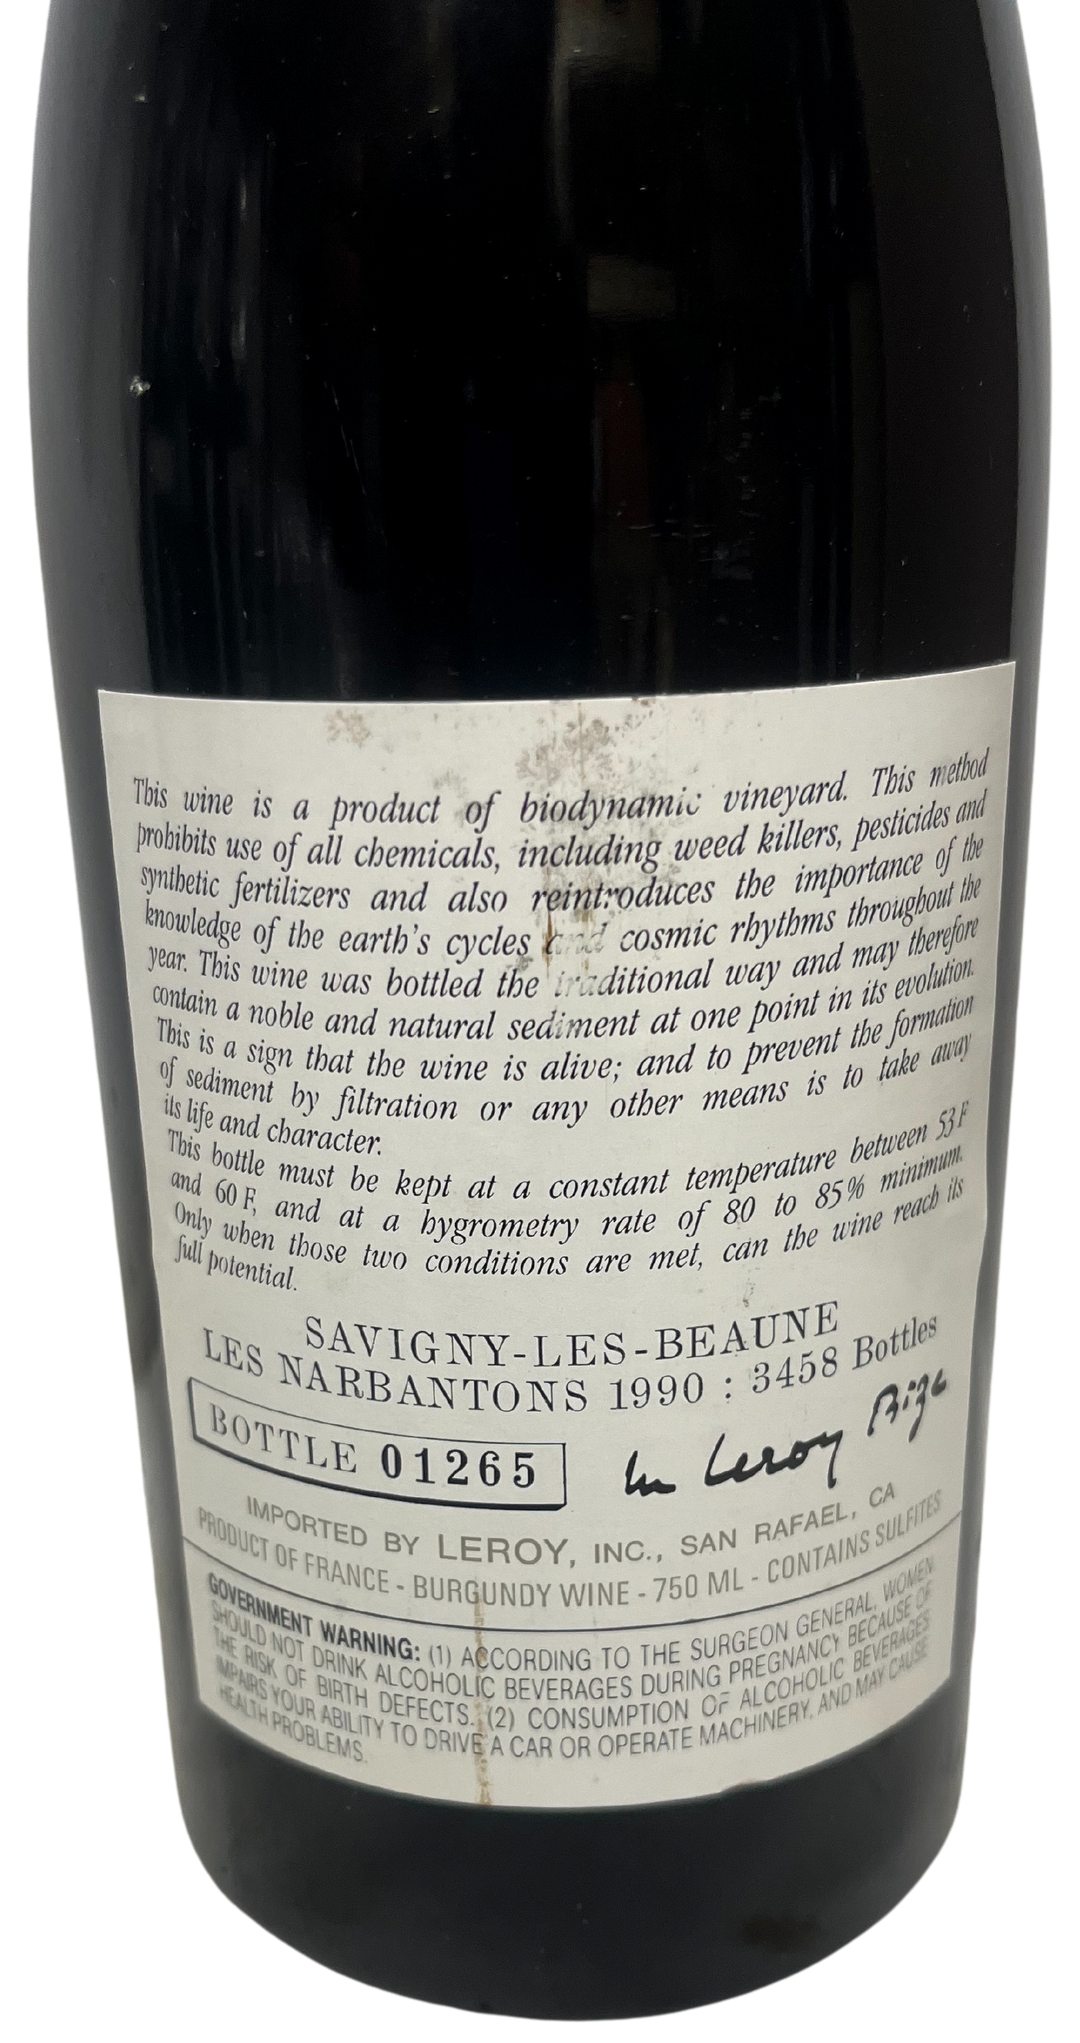 This wine is a product of biodynamic vineyard. This method
prohibits use of all chemicals, including weed killers, pesticides and
synthetic fertilizers and also reintroduces the importance of the
knowledge of the earth's cycles and cosmic rhythms throughout the
year. This wine was bottled the traditional way and may therefore
contain a noble and natural sediment at one point in its evolution.
This is a sign that the wine is alive; and to prevent the formation
of sediment by filtration or any other means is to take away
its life and character.
This bottle must be kept at a constant temperature between 53 F
and 60 F, and at a hygrometry rate of 80 to 85% minimum.
Only when those two conditions are met, can the wine reach its
full potential.
SAVIGNY-LES-BEAUNE
LES NARBANTONS 1990 : 3458 Bottles
BOTTLE 01265
Leroy Bize
IMPORTED BY LEROY, INC., SAN RAFAEL, CA
PRODUCT OF FRANCE - BURGUNDY WINE - 750 ML - CONTAINS SULFITES
GOVERNMENT WARNING: (1) ACCORDING TO THE SURGEON GENERAL, WOMEN
SHOULD NOT DRINK ALCOHOLIC BEVERAGES DURING PREGNANCY BECAUSE OF
THE RISK OF BIRTH DEFECTS. (2) CONSUMPTION OF ALCOHOLIC BEVERAGES
IMPAIRS YOUR ABILITY TO DRIVE A CAR OR OPERATE MACHINERY, AND MAY CAUSE
HEALTH PROBLEMS.